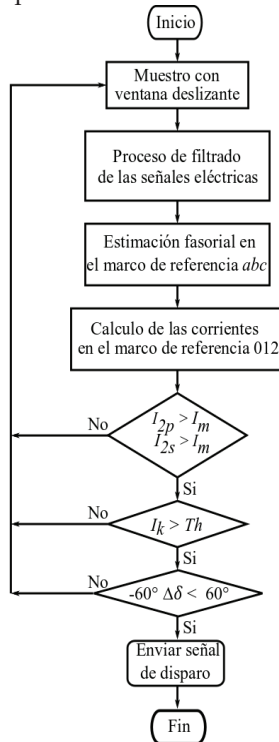 Inicio
Muestro con
ventana deslizante
Proceso de filtrado
de las señales eléctricas
Estimación fasorial en
el marco de referencia abc
Calculo de las corrientes
en el marco de referencia 012
I2p > Im
I2s > Im
No
Si
Ik > Th
No
Si
-60° Δδ < 60°
No
Si
Enviar señal
de disparo
Fin